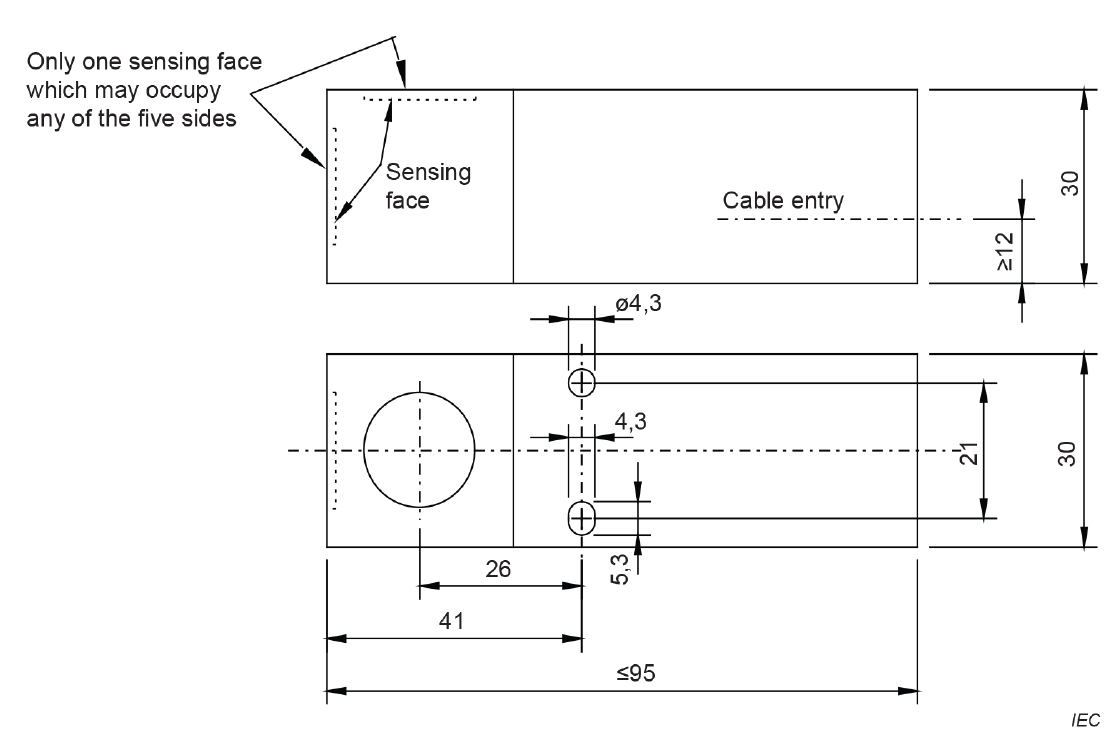 Only one sensing face
which may occupy
any of the five sides
Sensing
face
Cable entry
30
≥12
ø4,3
4,3
21
30
5,3
26
41
≤95
IEC